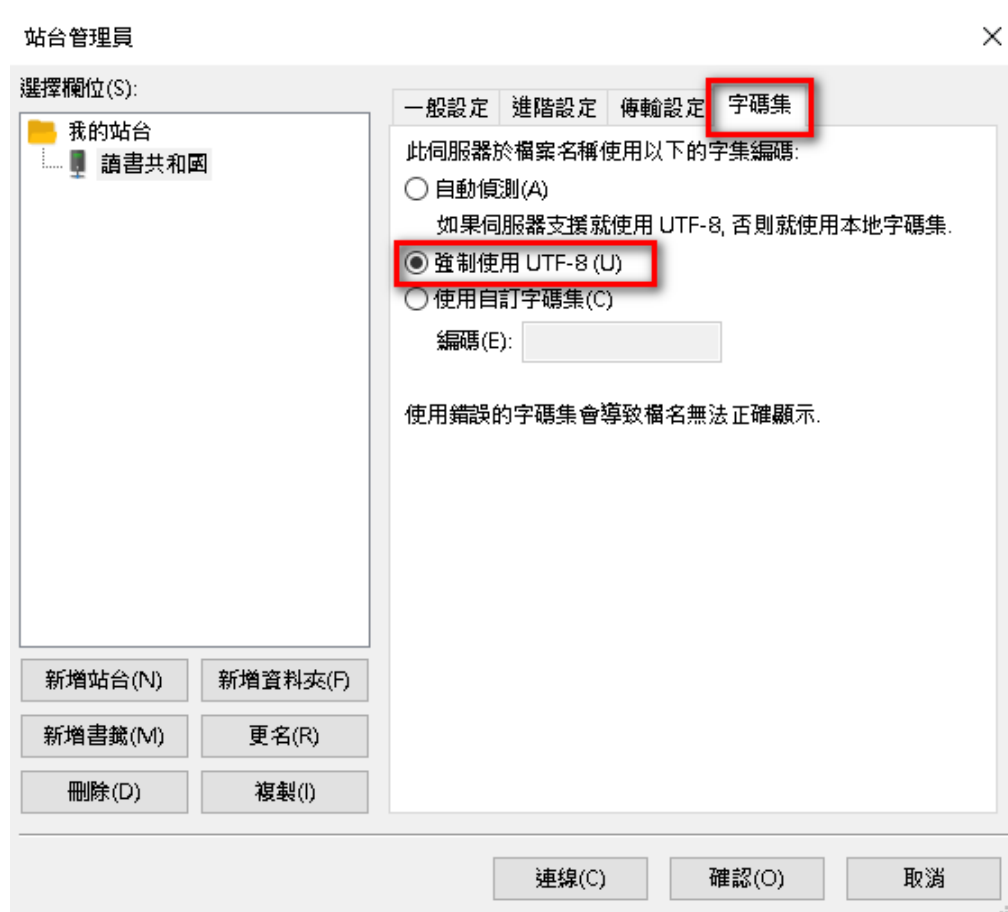 站台管理員
選擇欄位(S):
我的站台
讀書共和國
新增站台(N)
新增資料夾(F)
新增書籤(M)
更名(R)
刪除(D)
複製(I)
一般設定
進階設定
傳輸設定
字碼集
此伺服器於檔案名稱使用以下的字集編碼:
自動偵測(A)
如果伺服器支援就使用 UTF-8, 否則就使用本地字碼集.
強制使用 UTF-8 (U)
使用自訂字碼集(C)
編碼(E):
使用錯誤的字碼集會導致檔名無法正確顯示.
連線(C)
確認(O)
取消